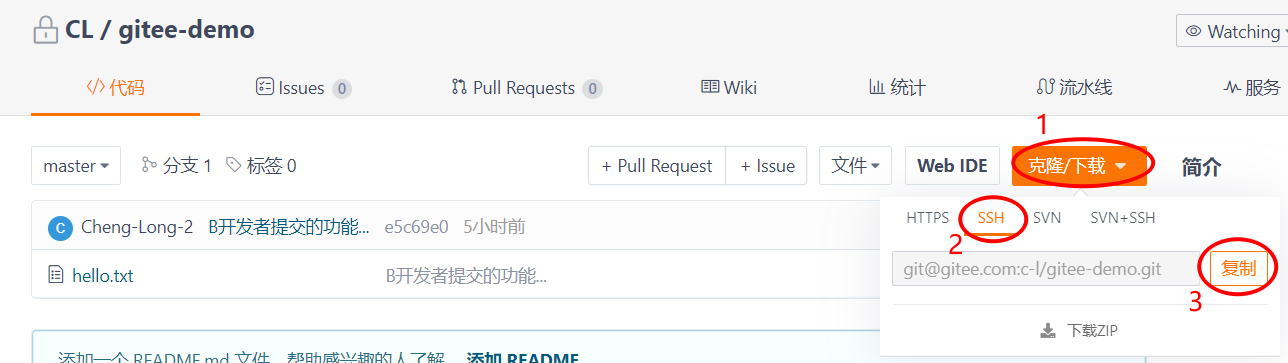 CL / gitee-demo
Watching
代码 Issues 0 Pull Requests 0 Wiki 统计 流水线 服务
1
master 分支 1 标签 0 + Pull Request + Issue 文件 Web IDE 克隆/下载 简介
HTTPS SSH SVN SVN+SSH
2
C Cheng-Long-2 B开发者提交的功能... e5c69e0 5小时前
git@gitee.com:c-l/gitee-demo.git 复制
hello.txt B开发者提交的功能...
3
下载ZIP
添加一个 README.md 文件，帮助感兴趣的人了解 添加 README